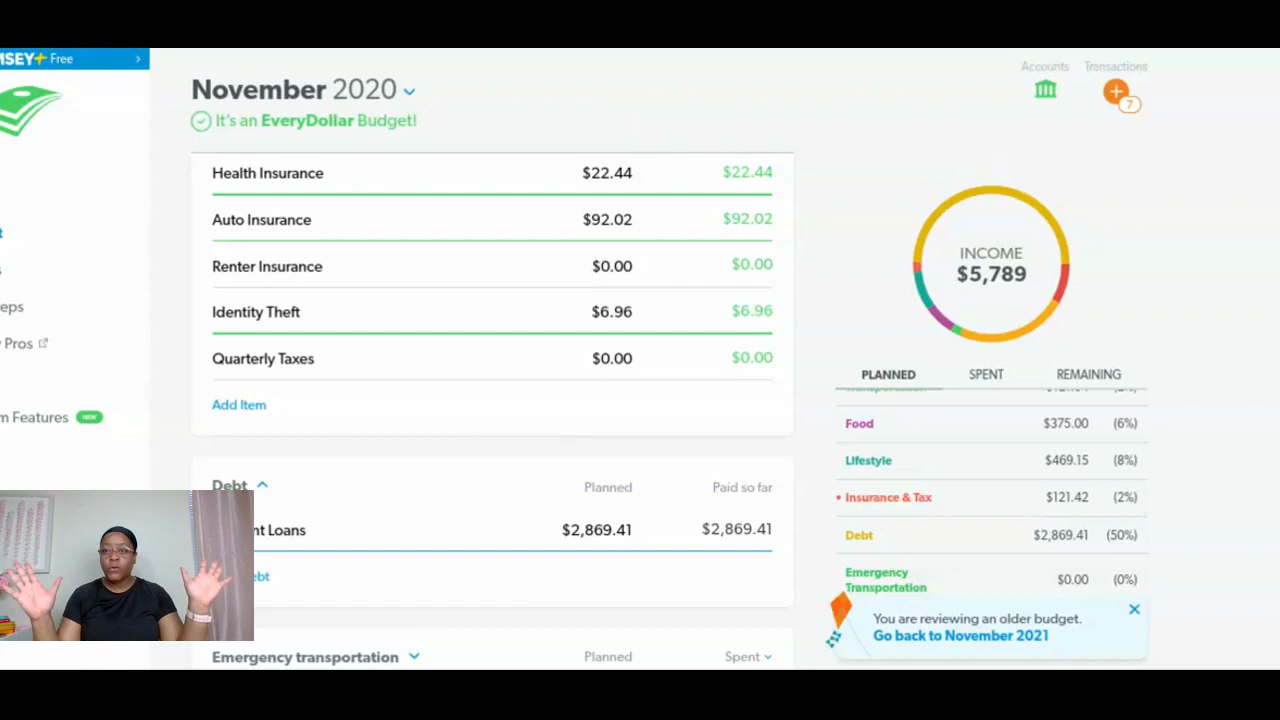 MSEY+ Free
November 2020
Accounts
Transactions
7
It's an EveryDollar Budget!
Health Insurance $22.44 $22.44
Auto Insurance $92.02 $92.02
Renter Insurance $0.00 $0.00
Identity Theft $6.96 $6.96
Quarterly Taxes $0.00 $0.00
Add Item
Debt Planned Paid so far
nt Loans $2,869.41 $2,869.41
ebt
Emergency transportation Planned Spent
eps
Pros
m Features NEW
INCOME
$5,789
PLANNED SPENT REMAINING
Food $375.00 (6%)
Lifestyle $469.15 (8%)
Insurance & Tax $121.42 (2%)
Debt $2,869.41 (50%)
Emergency
Transportation $0.00 (0%)
You are reviewing an older budget.
Go back to November 2021